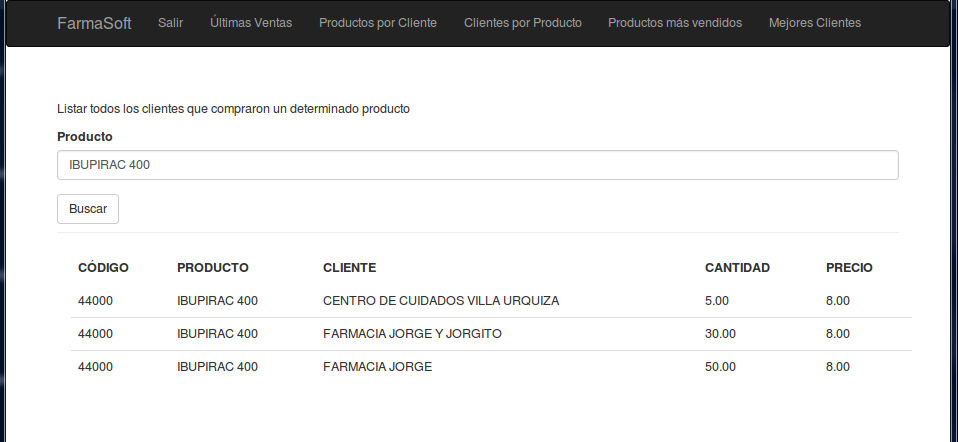 FarmaSoft Salir Últimas Ventas Productos por Cliente Clientes por Producto Productos más vendidos Mejores Clientes
Listar todos los clientes que compraron un determinado producto
Producto
IBUPIRAC 400
Buscar
CÓDIGO PRODUCTO CLIENTE CANTIDAD PRECIO
44000 IBUPIRAC 400 CENTRO DE CUIDADOS VILLA URQUIZA 5.00 8.00
44000 IBUPIRAC 400 FARMACIA JORGE Y JORGITO 30.00 8.00
44000 IBUPIRAC 400 FARMACIA JORGE 50.00 8.00